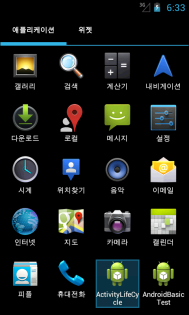 3G 6:33
애플리케이션 위젯
갤러리 검색 계산기 내비게이션
다운로드 로컬 메시지 설정
시계 위치찾기 음악 이메일
인터넷 지도 카메라 캘린더
피플 휴대전화 ActivityLifeCy AndroidBasic
cle Test